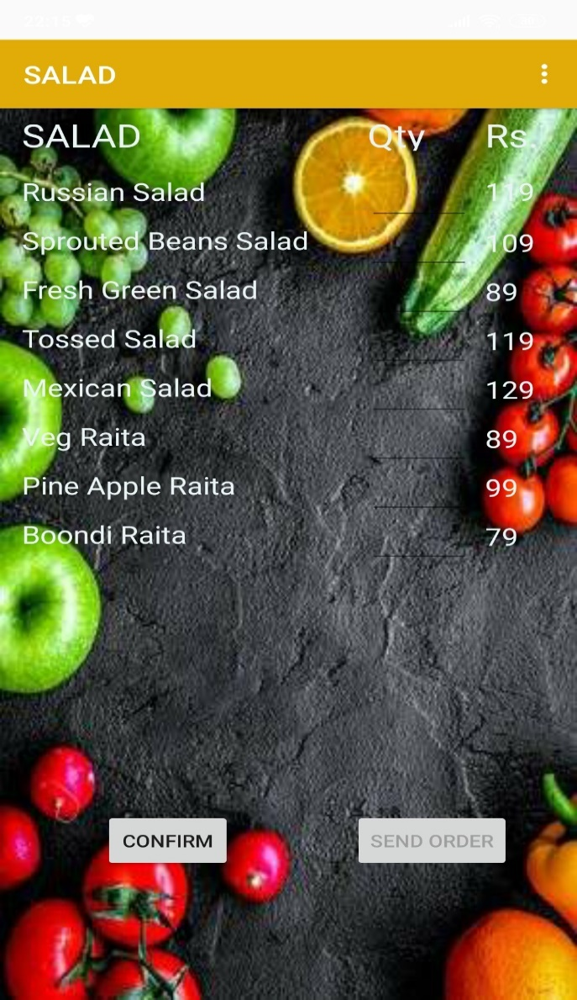 22:15
SALAD
SALAD Qty Rs.
Russian Salad 119
Sprouted Beans Salad 109
Fresh Green Salad 89
Tossed Salad 119
Mexican Salad 129
Veg Raita 89
Pine Apple Raita 99
Boondi Raita 79
CONFIRM SEND ORDER